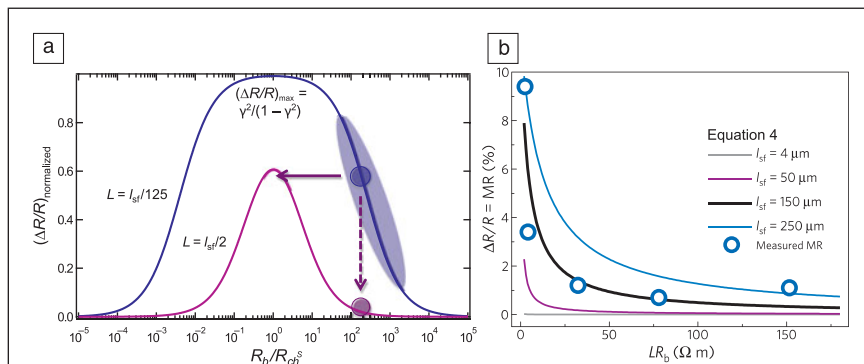 a
(ΔR/R)max =
γ²/(1 – γ²)
L = lsf/125
L = lsf/2
(ΔR/R)normalized
1.0
0.8
0.6
0.4
0.2
0.0
10⁻⁵ 10⁻⁴ 10⁻³ 10⁻² 10⁻¹ 10⁰ 10¹ 10² 10³ 10⁴ 10⁵
Rb/Rchˢ
b
ΔR/R = MR (%)
10
8
6
4
2
0
Equation 4
lsf = 4 μm
lsf = 50 μm
lsf = 150 μm
lsf = 250 μm
Measured MR
0 50 100 150
LRb (Ω m)